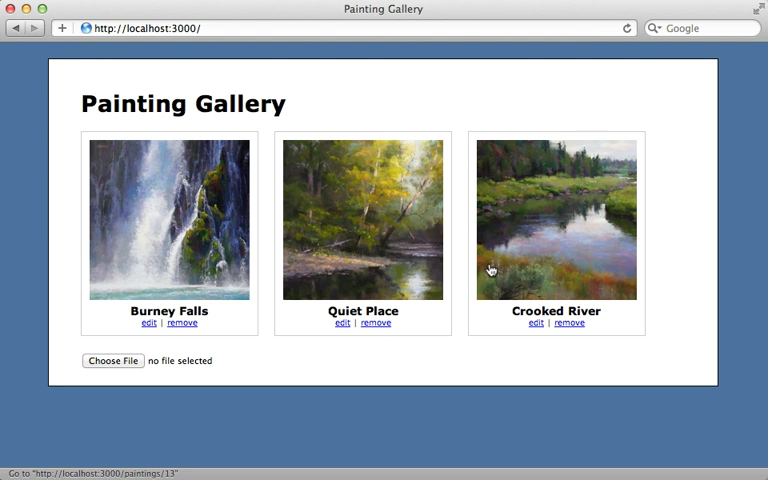 Painting Gallery
http://localhost:3000/
Google
Painting Gallery
Burney Falls
edit | remove
Quiet Place
edit | remove
Crooked River
edit | remove
Choose File no file selected
Go to "http://localhost:3000/paintings/13"